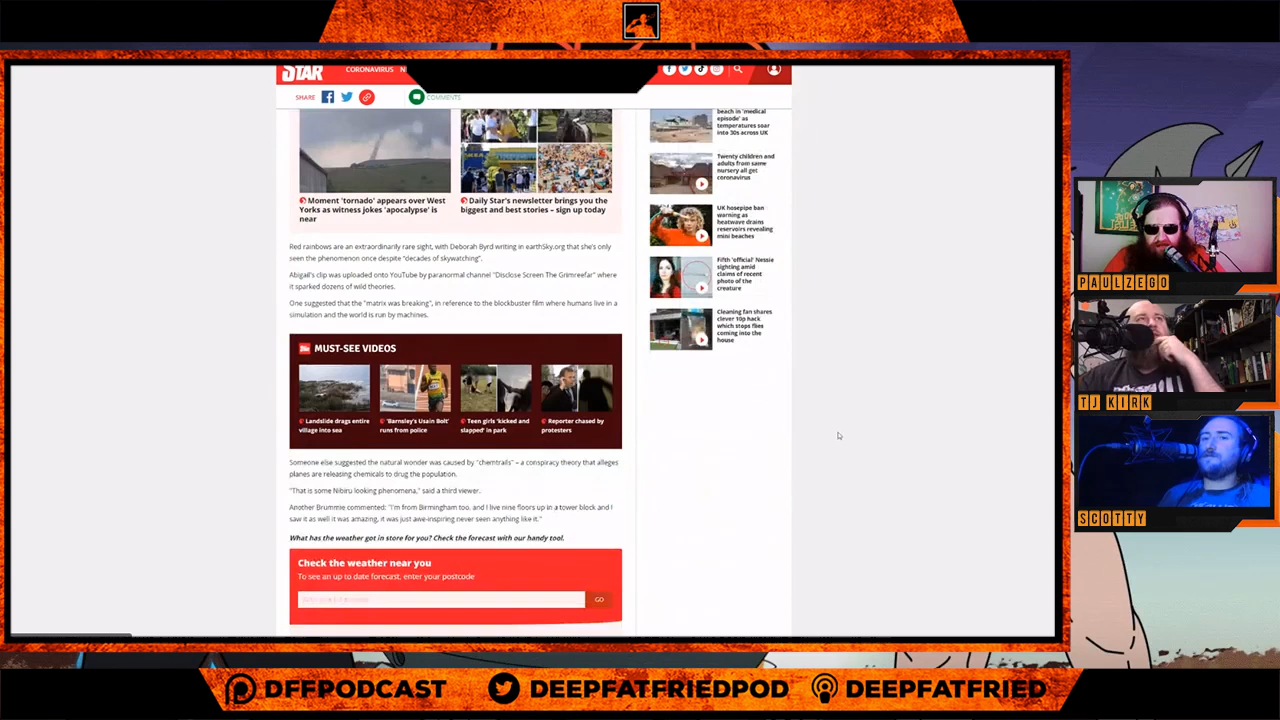 STAR
CORONAVIRUS N
SHARE
COMMENTS
Moment 'tornado' appears over West
Yorks as witness jokes 'apocalypse' is
near
Daily Star's newsletter brings you the
biggest and best stories – sign up today
Red rainbows are an extraordinarily rare sight, with Deborah Byrd writing in earthSky.org that she's only
seen the phenomenon once despite "decades of skywatching".
Abigail's clip was uploaded onto YouTube by paranormal channel "Disclose Screen The Grimreefar" where
it sparked dozens of wild theories.
One suggested that the "matrix was breaking", in reference to the blockbuster film where humans live in a
simulation and the world is run by machines.
MUST-SEE VIDEOS
Landslide drags entire
village into sea
'Barnsley's Usain Bolt'
runs from police
Teen girls 'kicked and
slapped' in park
Reporter chased by
protesters
Someone else suggested the natural wonder was caused by "chemtrails" – a conspiracy theory that alleges
planes are releasing chemicals to drug the population.
"That is some Nibiru looking phenomena," said a third viewer.
Another Brummie commented: "I'm from Birmingham too. and I live nine floors up in a tower block and I
saw it as well it was amazing, it was just awe-inspiring never seen anything like it."
What has the weather got in store for you? Check the forecast with our handy tool.
Check the weather near you
To see an up to date forecast, enter your postcode
GO
beach in 'medical
episode' as
temperatures soar
into 30s across UK
Twenty children and
adults from same
nursery all get
coronavirus
UK hosepipe ban
warning as
heatwave drains
reservoirs revealing
mini beaches
Fifth 'official' Nessie
sighting amid
claims of recent
photo of the
creature
Cleaning fan shares
clever 10p hack
which stops flies
coming into the
house
PAULZEGO
TJ KIRK
SCOTTY
DFFPODCAST
DEEPFATFRIEDPOD
DEEPFATFRIED